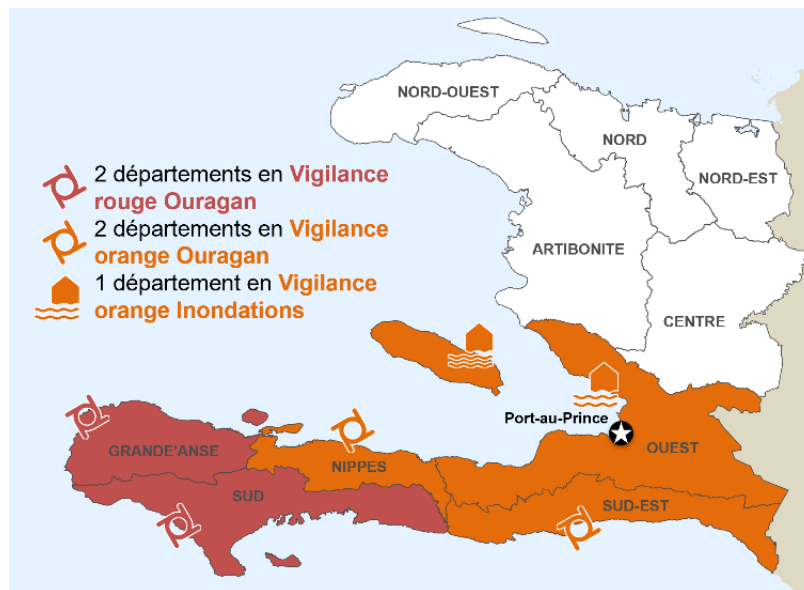 NORD-OUEST
NORD
NORD-EST
2 départements en Vigilance
rouge Ouragan
2 départements en Vigilance
orange Ouragan
1 département en Vigilance
orange Inondations
ARTIBONITE
CENTRE
Port-au-Prince
OUEST
GRANDE'ANSE
NIPPES
SUD
SUD-EST